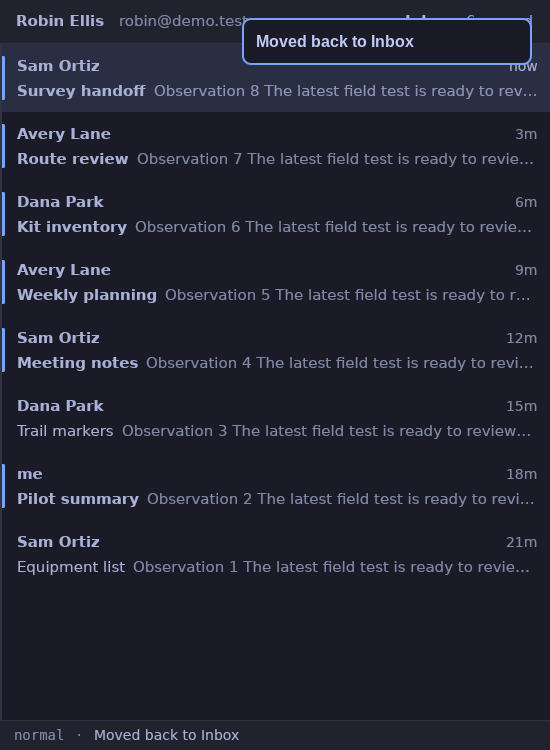 Robin Ellis robin@demo.test
Moved back to Inbox
Sam Ortiz now
Survey handoff Observation 8 The latest field test is ready to rev…
Avery Lane 3m
Route review Observation 7 The latest field test is ready to revie…
Dana Park 6m
Kit inventory Observation 6 The latest field test is ready to revie…
Avery Lane 9m
Weekly planning Observation 5 The latest field test is ready to r…
Sam Ortiz 12m
Meeting notes Observation 4 The latest field test is ready to revi…
Dana Park 15m
Trail markers Observation 3 The latest field test is ready to review…
me 18m
Pilot summary Observation 2 The latest field test is ready to revi…
Sam Ortiz 21m
Equipment list Observation 1 The latest field test is ready to revie…
normal · Moved back to Inbox